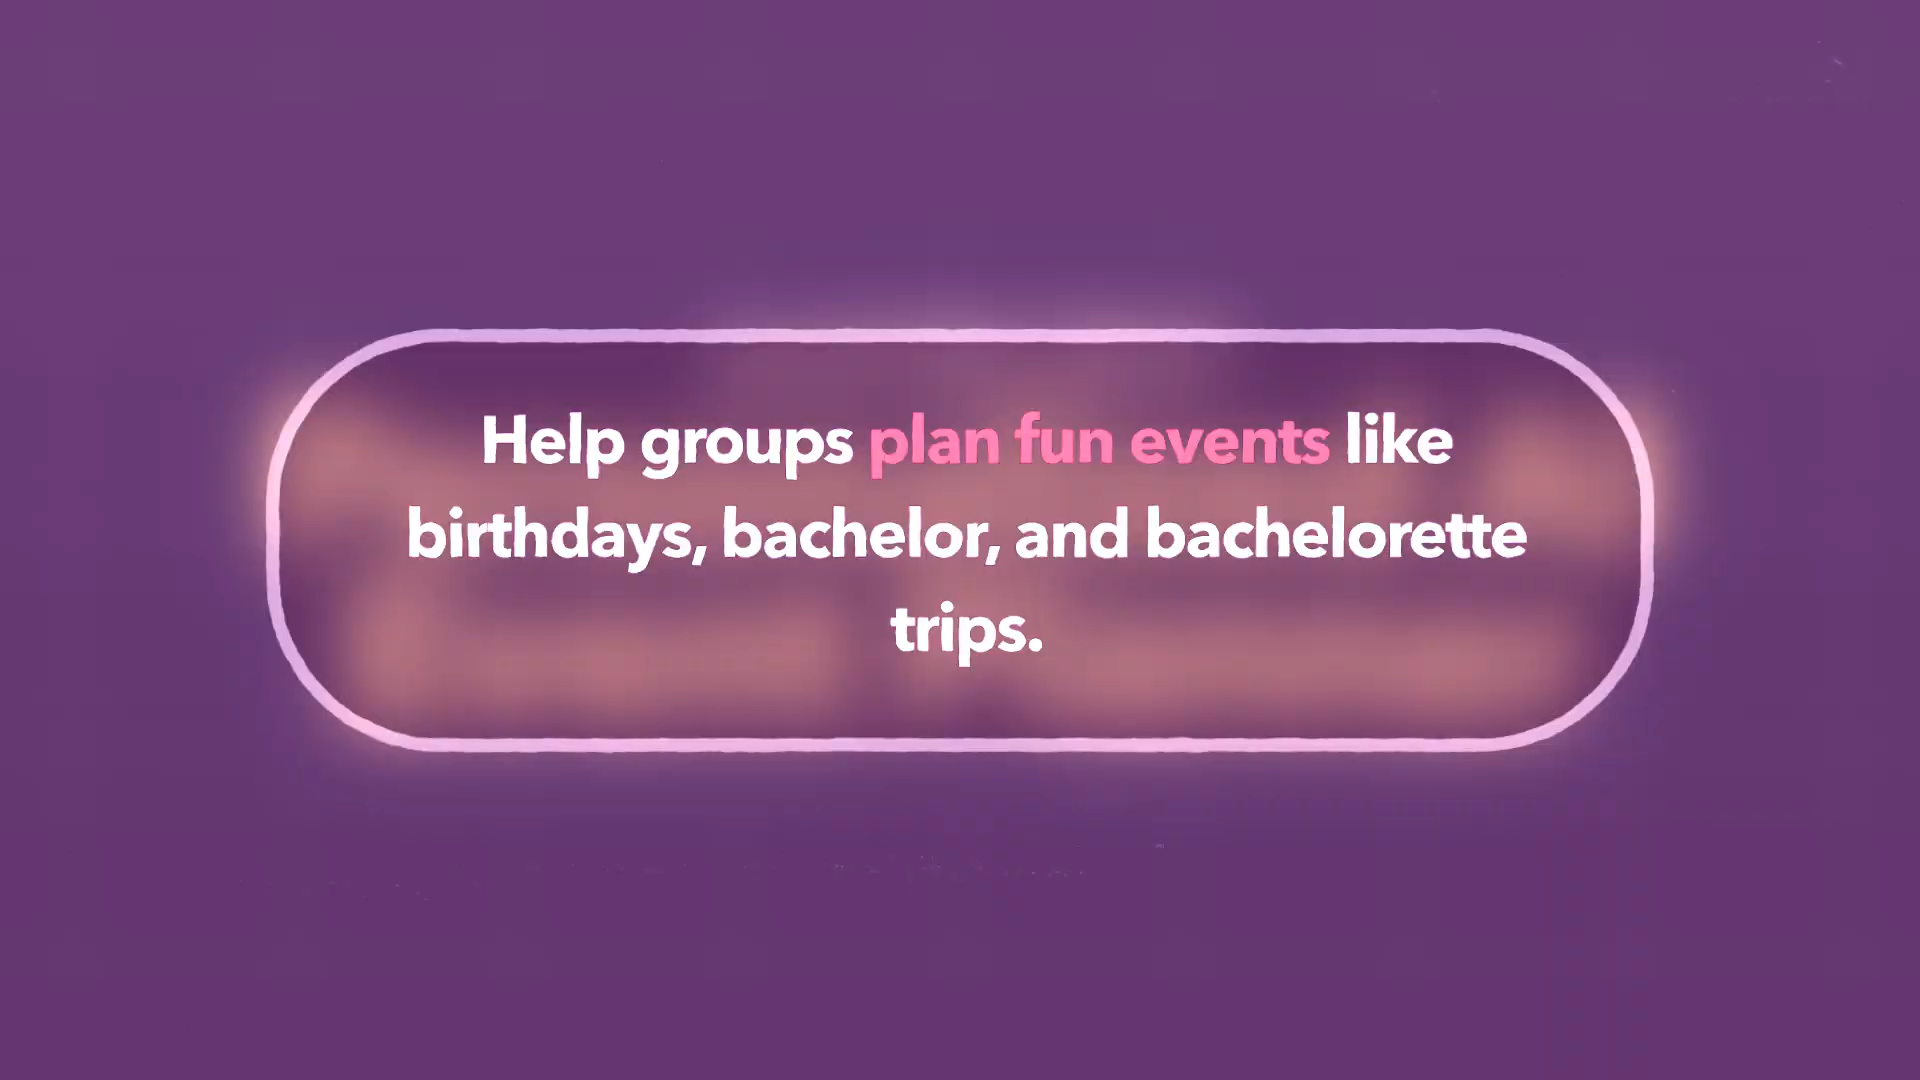 Help groups plan fun events like
birthdays, bachelor, and bachelorette
trips.